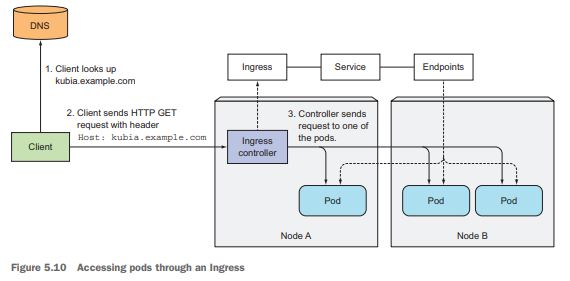 DNS
1. Client looks up
kubia.example.com
Ingress
Service
Endpoints
2. Client sends HTTP GET
request with header
Host: kubia.example.com
3. Controller sends
request to one of
the pods.
Client
Ingress
controller
Pod
Pod
Pod
Node A
Node B
Figure 5.10 Accessing pods through an Ingress